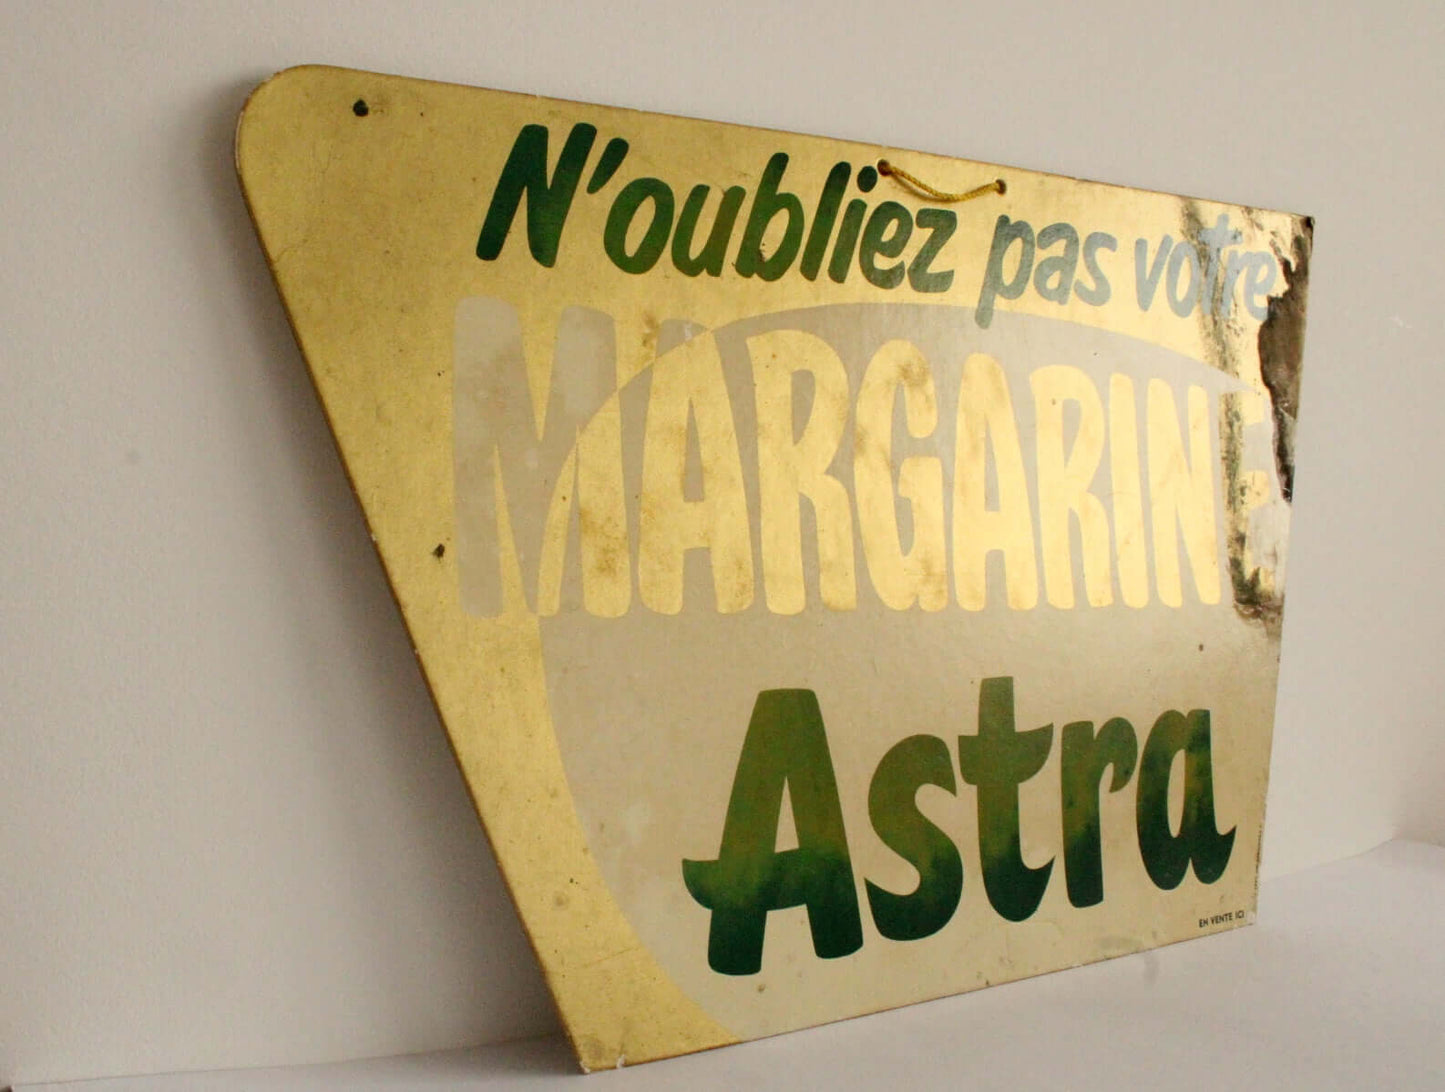 N'oubliez pas votre
MARGARINE
Astra
EN VENTE ICI